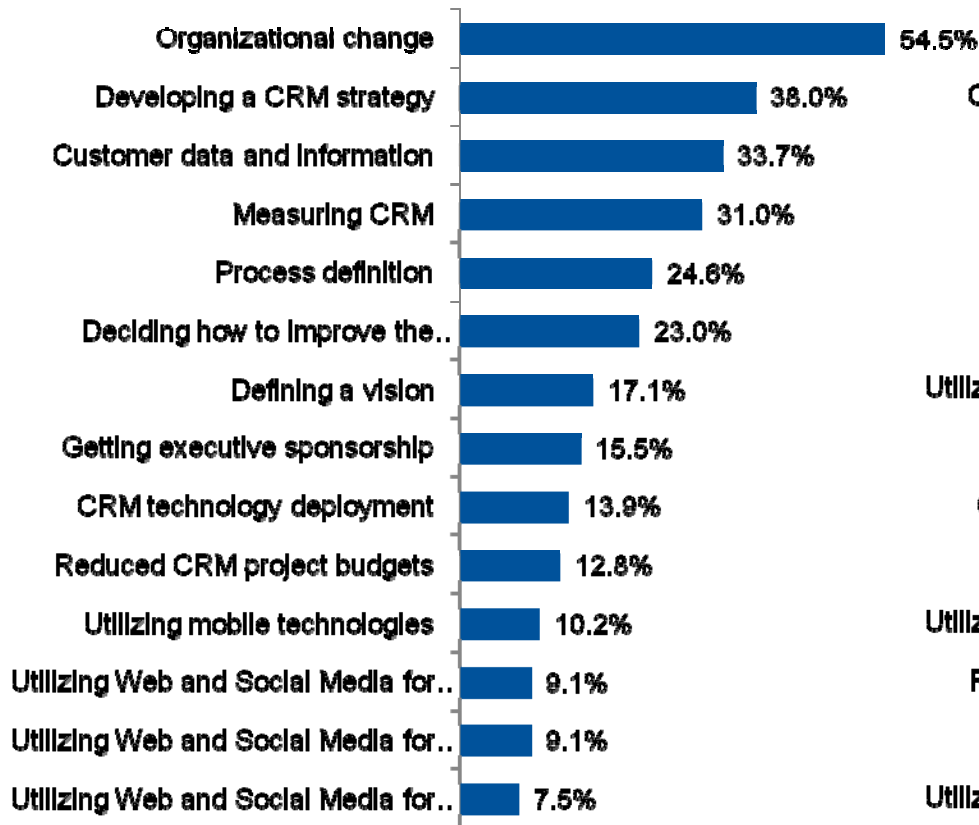 Organizational change 54.5%
Developing a CRM strategy 38.0%
Customer data and information 33.7%
Measuring CRM 31.0%
Process definition 24.6%
Deciding how to improve the.. 23.0%
Defining a vision 17.1%
Utiliz
Getting executive sponsorship 15.5%
CRM technology deployment 13.9%
Reduced CRM project budgets 12.8%
Utilizing mobile technologies 10.2%
Utiliz
Utilizing Web and Social Media for.. 9.1%
Utilizing Web and Social Media for.. 9.1%
Utilizing Web and Social Media for.. 7.5%
Utiliz